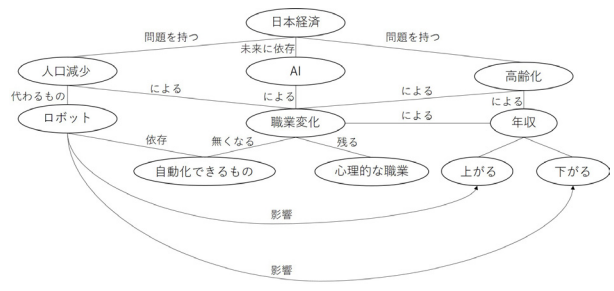 日本経済
問題を持つ
未来に依存
問題を持つ
人口減少
AI
高齢化
代わるもの
による
による
による
による
ロボット
職業変化
による
年収
依存
無くなる
残る
自動化できるもの
心理的な職業
上がる
下がる
影響
影響